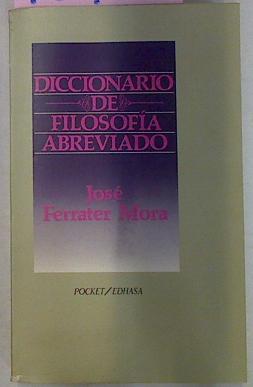 DICCIONARIO
DE
FILOSOFÍA
ABREVIADO
José
Ferrater Mora
POCKET/EDHASA